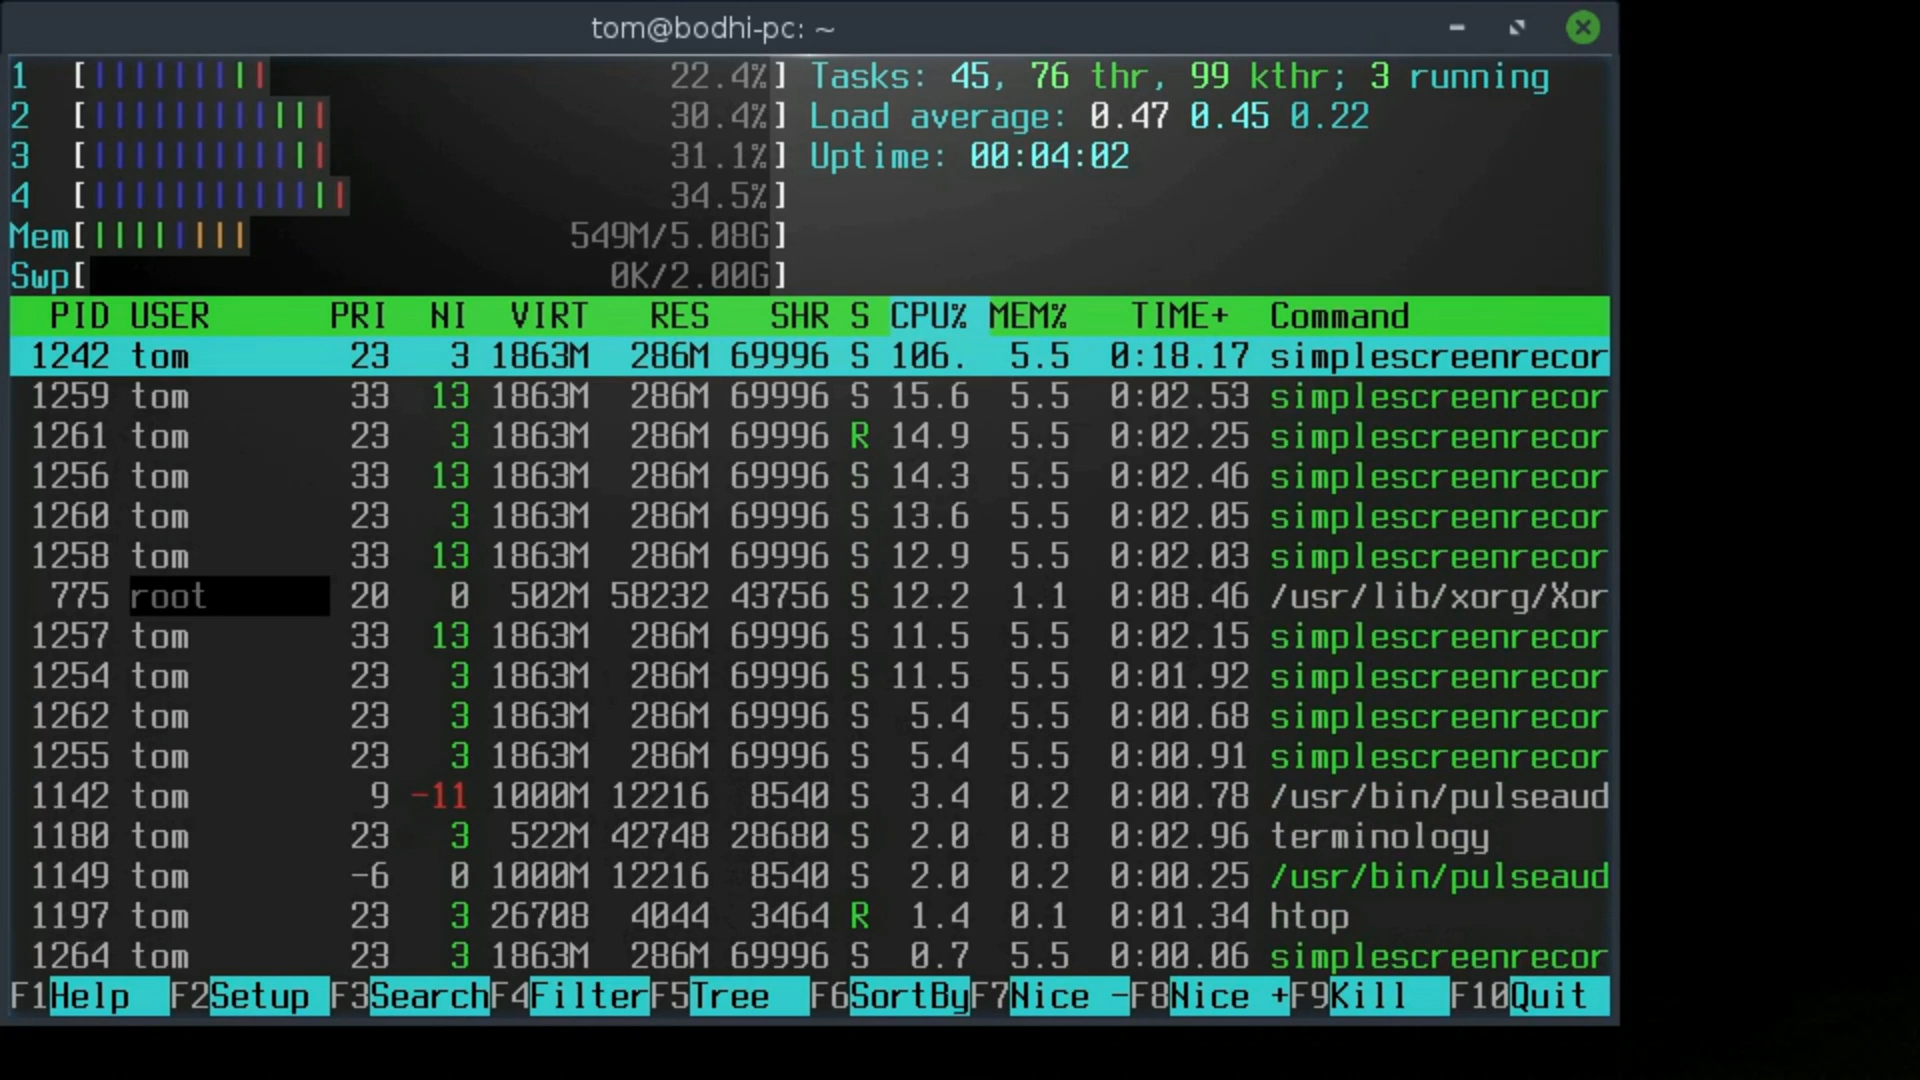 tom@bodhi-pc: ~
1 [||||||||| 22.4%] Tasks: 45, 76 thr, 99 kthr; 3 running
2 [|||||||||||| 30.4%] Load average: 0.47 0.45 0.22
3 [|||||||||||| 31.1%] Uptime: 00:04:02
4 [||||||||||||| 34.5%]
Mem[|||||||| 549M/5.08G]
Swp[ 0K/2.00G]
PID USER PRI NI VIRT RES SHR S CPU% MEM% TIME+ Command
1242 tom 23 3 1863M 286M 69996 S 106. 5.5 0:18.17 simplescreenrecor
1259 tom 33 13 1863M 286M 69996 S 15.6 5.5 0:02.53 simplescreenrecor
1261 tom 23 3 1863M 286M 69996 R 14.9 5.5 0:02.25 simplescreenrecor
1256 tom 33 13 1863M 286M 69996 S 14.3 5.5 0:02.46 simplescreenrecor
1260 tom 23 3 1863M 286M 69996 S 13.6 5.5 0:02.05 simplescreenrecor
1258 tom 33 13 1863M 286M 69996 S 12.9 5.5 0:02.03 simplescreenrecor
775 root 20 0 502M 58232 43756 S 12.2 1.1 0:08.46 /usr/lib/xorg/Xor
1257 tom 33 13 1863M 286M 69996 S 11.5 5.5 0:02.15 simplescreenrecor
1254 tom 23 3 1863M 286M 69996 S 11.5 5.5 0:01.92 simplescreenrecor
1262 tom 23 3 1863M 286M 69996 S 5.4 5.5 0:00.68 simplescreenrecor
1255 tom 23 3 1863M 286M 69996 S 5.4 5.5 0:00.91 simplescreenrecor
1142 tom 9 -11 1000M 12216 8540 S 3.4 0.2 0:00.78 /usr/bin/pulseaud
1180 tom 23 3 522M 42748 28680 S 2.0 0.8 0:02.96 terminology
1149 tom -6 0 1000M 12216 8540 S 2.0 0.2 0:00.25 /usr/bin/pulseaud
1197 tom 23 3 26708 4044 3464 R 1.4 0.1 0:01.34 htop
1264 tom 23 3 1863M 286M 69996 S 0.7 5.5 0:00.06 simplescreenrecor
F1Help F2Setup F3SearchF4FilterF5Tree F6SortByF7Nice -F8Nice +F9Kill F10Quit